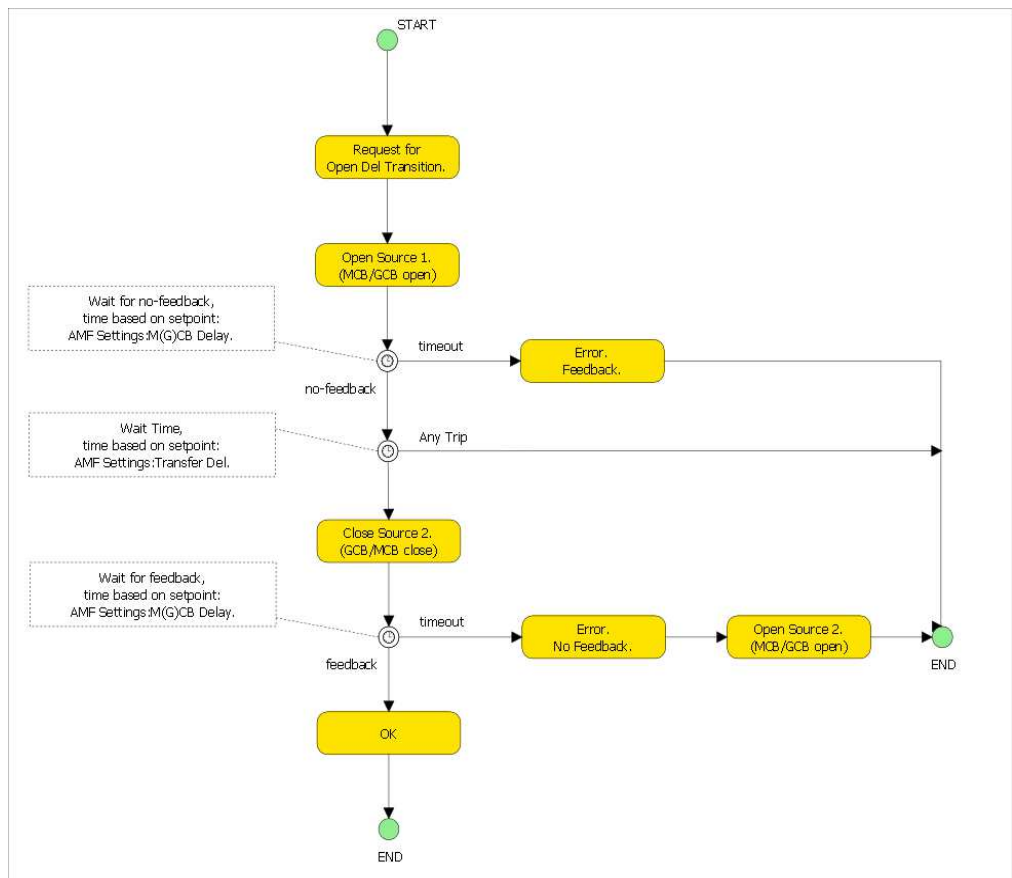 START
Request for
Open Del Transition.
Open Source 1.
(MCB/GCB open)
Wait for no-feedback,
time based on setpoint:
AMF Settings:M(G)CB Delay.
timeout
Error.
Feedback.
no-feedback
Wait Time,
time based on setpoint:
AMF Settings:Transfer Del.
Any Trip
Close Source 2.
(GCB/MCB close)
Wait for feedback,
time based on setpoint:
AMF Settings:M(G)CB Delay.
timeout
Error.
No Feedback.
Open Source 2.
(MCB/GCB open)
feedback
END
OK
END